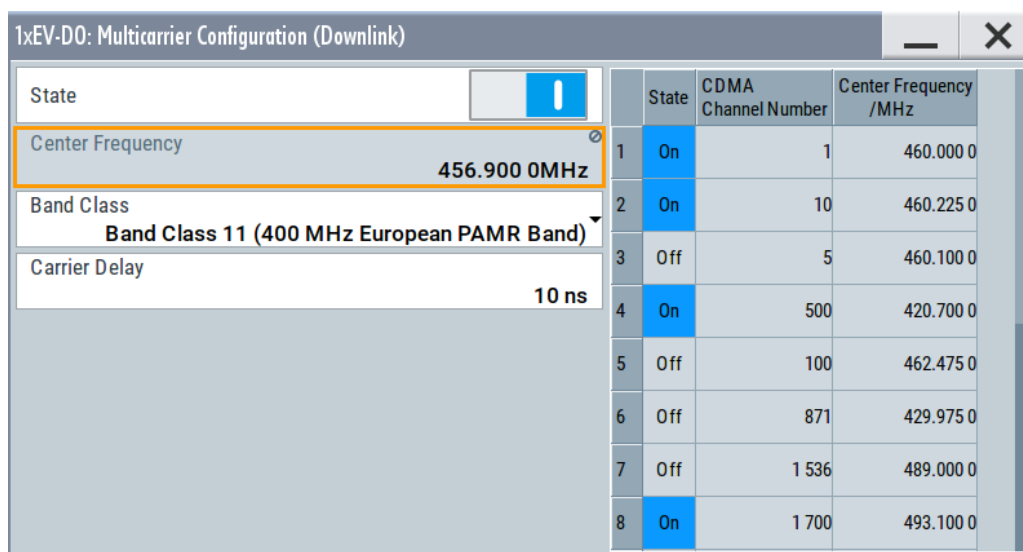 1xEV-DO: Multicarrier Configuration (Downlink)
State
Center Frequency
456.900 0MHz
Band Class
Band Class 11 (400 MHz European PAMR Band)
Carrier Delay
10 ns
State CDMA Channel Number Center Frequency /MHz
1 On 1 460.000 0
2 On 10 460.225 0
3 Off 5 460.100 0
4 On 500 420.700 0
5 Off 100 462.475 0
6 Off 871 429.975 0
7 Off 1 536 489.000 0
8 On 1 700 493.100 0